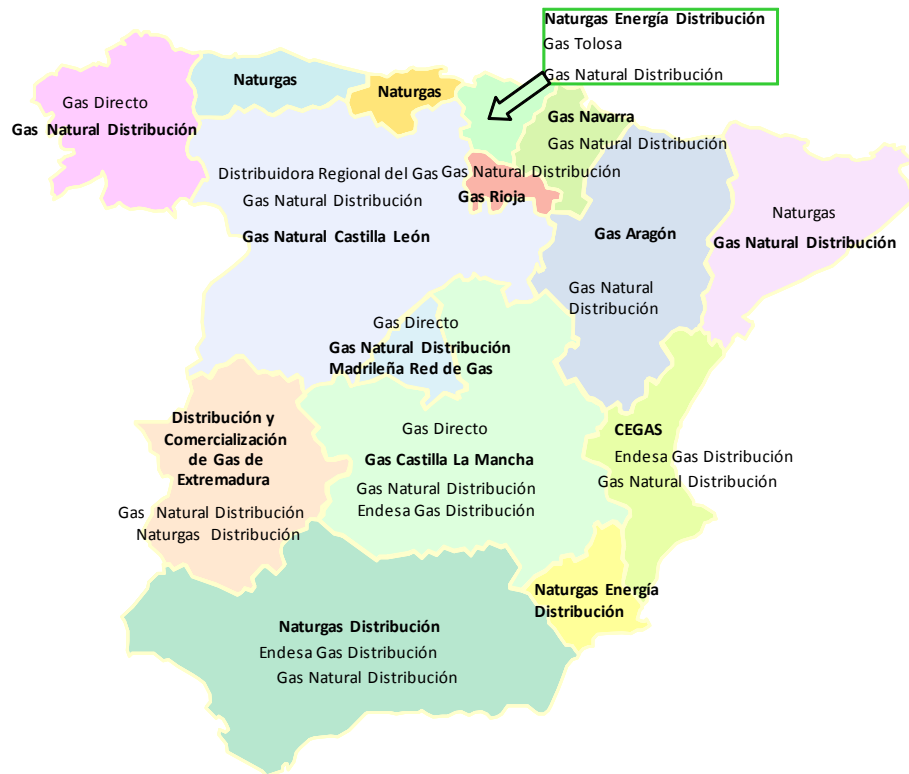 Naturgas Energía Distribución
Gas Tolosa
Gas Natural Distribución
Naturgas
Naturgas
Gas Directo
Gas Natural Distribución
Gas Navarra
Gas Natural Distribución
Distribuidora Regional del Gas
Gas Natural Distribución
Gas Natural Castilla León
Gas Natural Distribución
Gas Rioja
Gas Aragón
Gas Natural
Distribución
Naturgas
Gas Natural Distribución
Gas Directo
Gas Natural Distribución
Madrileña Red de Gas
Distribución y
Comercialización
de Gas de
Extremadura
Gas Natural Distribución
Naturgas Distribución
Gas Directo
Gas Castilla La Mancha
Gas Natural Distribución
Endesa Gas Distribución
CEGAS
Endesa Gas Distribución
Gas Natural Distribución
Naturgas Energía
Distribución
Naturgas Distribución
Endesa Gas Distribución
Gas Natural Distribución